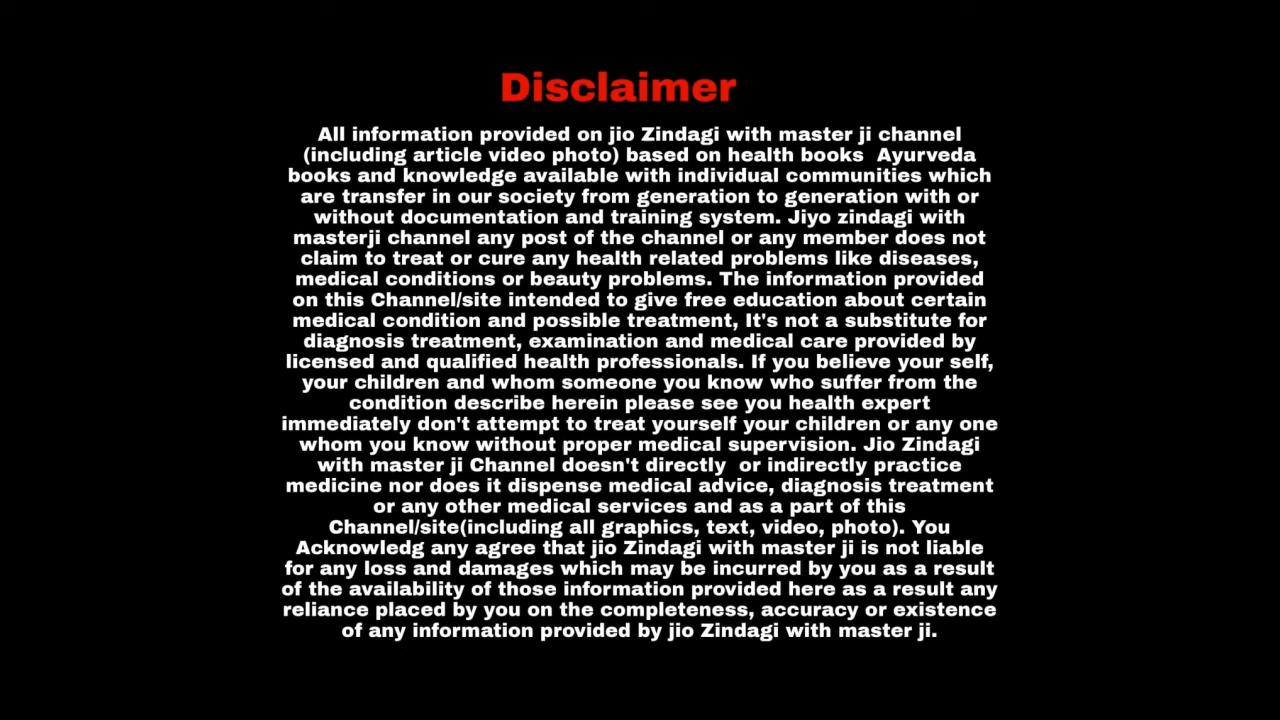 Disclaimer
All information provided on jio Zindagi with master ji channel
(including article video photo) based on health books  Ayurveda
books and knowledge available with individual communities which
are transfer in our society from generation to generation with or
without documentation and training system. Jiyo zindagi with
masterji channel any post of the channel or any member does not
claim to treat or cure any health related problems like diseases,
medical conditions or beauty problems. The information provided
on this Channel/site intended to give free education about certain
medical condition and possible treatment, It's not a substitute for
diagnosis treatment, examination and medical care provided by
licensed and qualified health professionals. If you believe your self,
your children and whom someone you know who suffer from the
condition describe herein please see you health expert
immediately don't attempt to treat yourself your children or any one
whom you know without proper medical supervision. Jio Zindagi
with master ji Channel doesn't directly  or indirectly practice
medicine nor does it dispense medical advice, diagnosis treatment
or any other medical services and as a part of this
Channel/site(including all graphics, text, video, photo). You
Acknowledg any agree that jio Zindagi with master ji is not liable
for any loss and damages which may be incurred by you as a result
of the availability of those information provided here as a result any
reliance placed by you on the completeness, accuracy or existence
of any information provided by jio Zindagi with master ji.